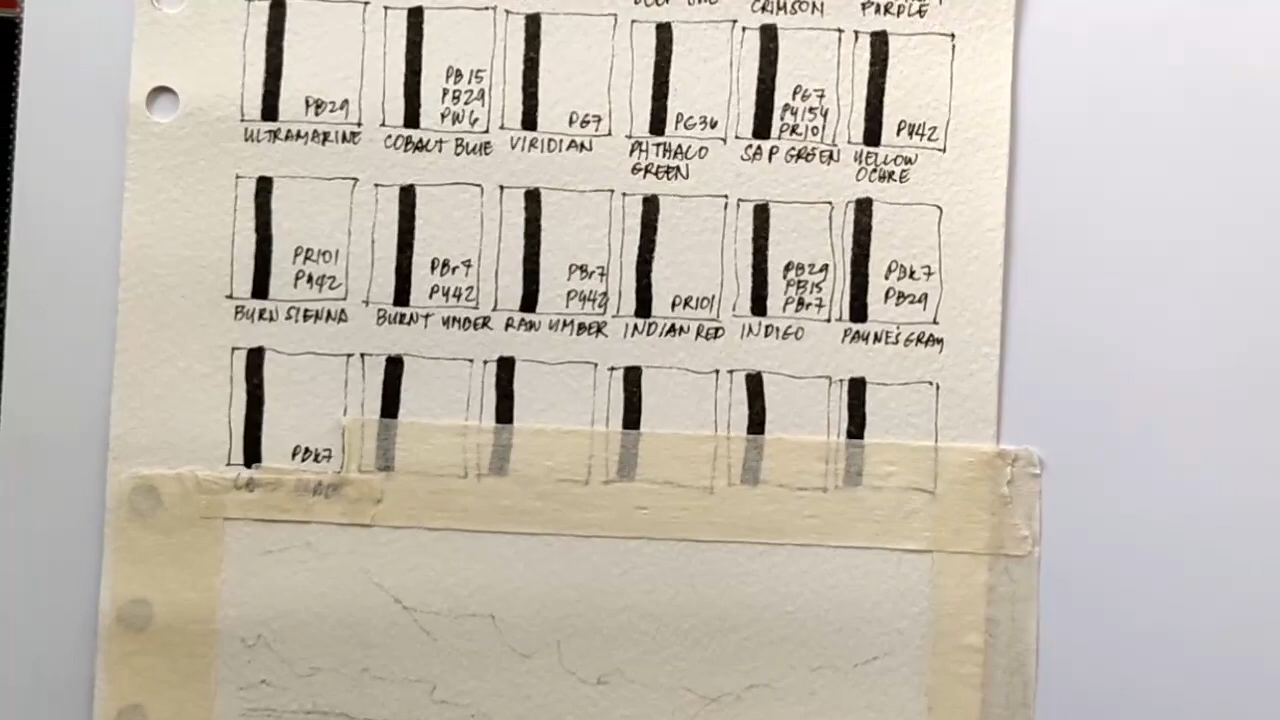 CRIMSON
PURPLE
PB29
PB15
PB29
PW6
PG7
PG36
PG7
PY154
PR101
PY42
ULTRAMARINE
COBALT BLUE
VIRIDIAN
PHTHALO
GREEN
SAP GREEN
YELLOW
OCHRE
PR101
PY42
PBr7
PY42
PBr7
PY42
PR101
PB29
PB15
PBr7
PBk7
PB29
BURN SIENNA
BURNT UMBER
RAW UMBER
INDIAN RED
INDIGO
PAYNE'S GRAY
PBk7